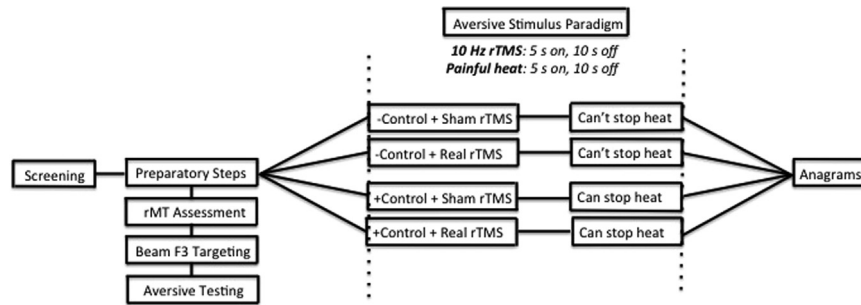 Aversive Stimulus Paradigm
10 Hz rTMS: 5 s on, 10 s off
Painful heat: 5 s on, 10 s off
-Control + Sham rTMS
Can't stop heat
-Control + Real rTMS
Can't stop heat
Screening
Preparatory Steps
Anagrams
+Control + Sham rTMS
Can stop heat
rMT Assessment
+Control + Real rTMS
Can stop heat
Beam F3 Targeting
Aversive Testing